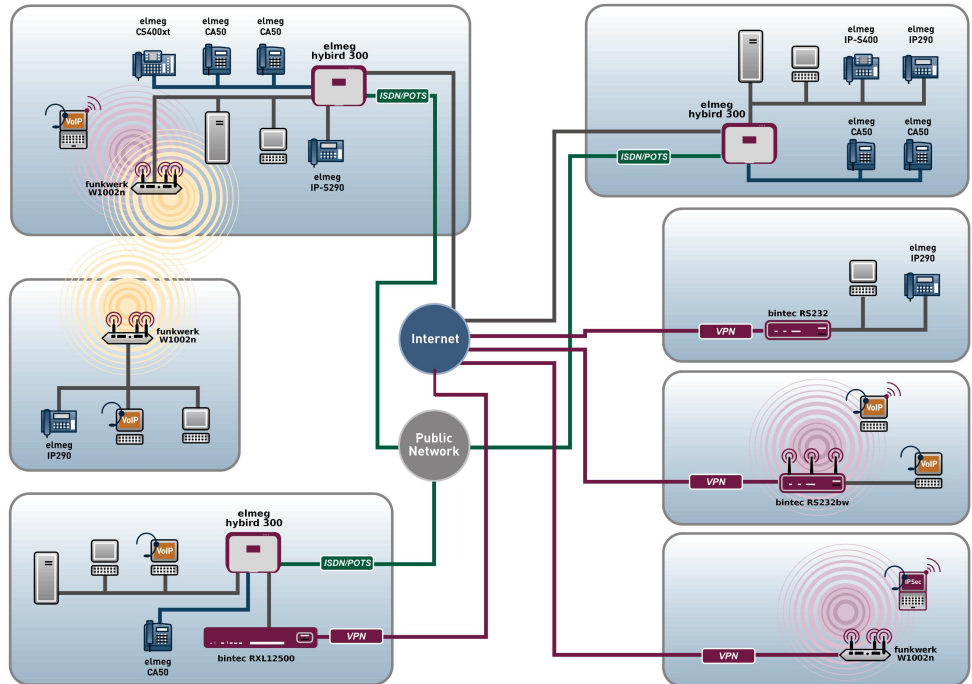 elmeg
CS400xt
elmeg
CA50
elmeg
CA50
elmeg
hybird 300
ISDN/POTS
VoIP
funkwerk
W1002n
elmeg
IP-S290
elmeg
hybird 300
elmeg
IP-S400
elmeg
IP290
ISDN/POTS
elmeg
CA50
elmeg
CA50
funkwerk
W1002n
elmeg
IP290
VoIP
Internet
Public
Network
elmeg
IP290
bintec RS232
VPN
VoIP
VoIP
VPN
bintec RS232bw
elmeg
hybird 300
VoIP
ISDN/POTS
elmeg
CA50
bintec RXL12500
VPN
IPSec
VPN
funkwerk
W1002n